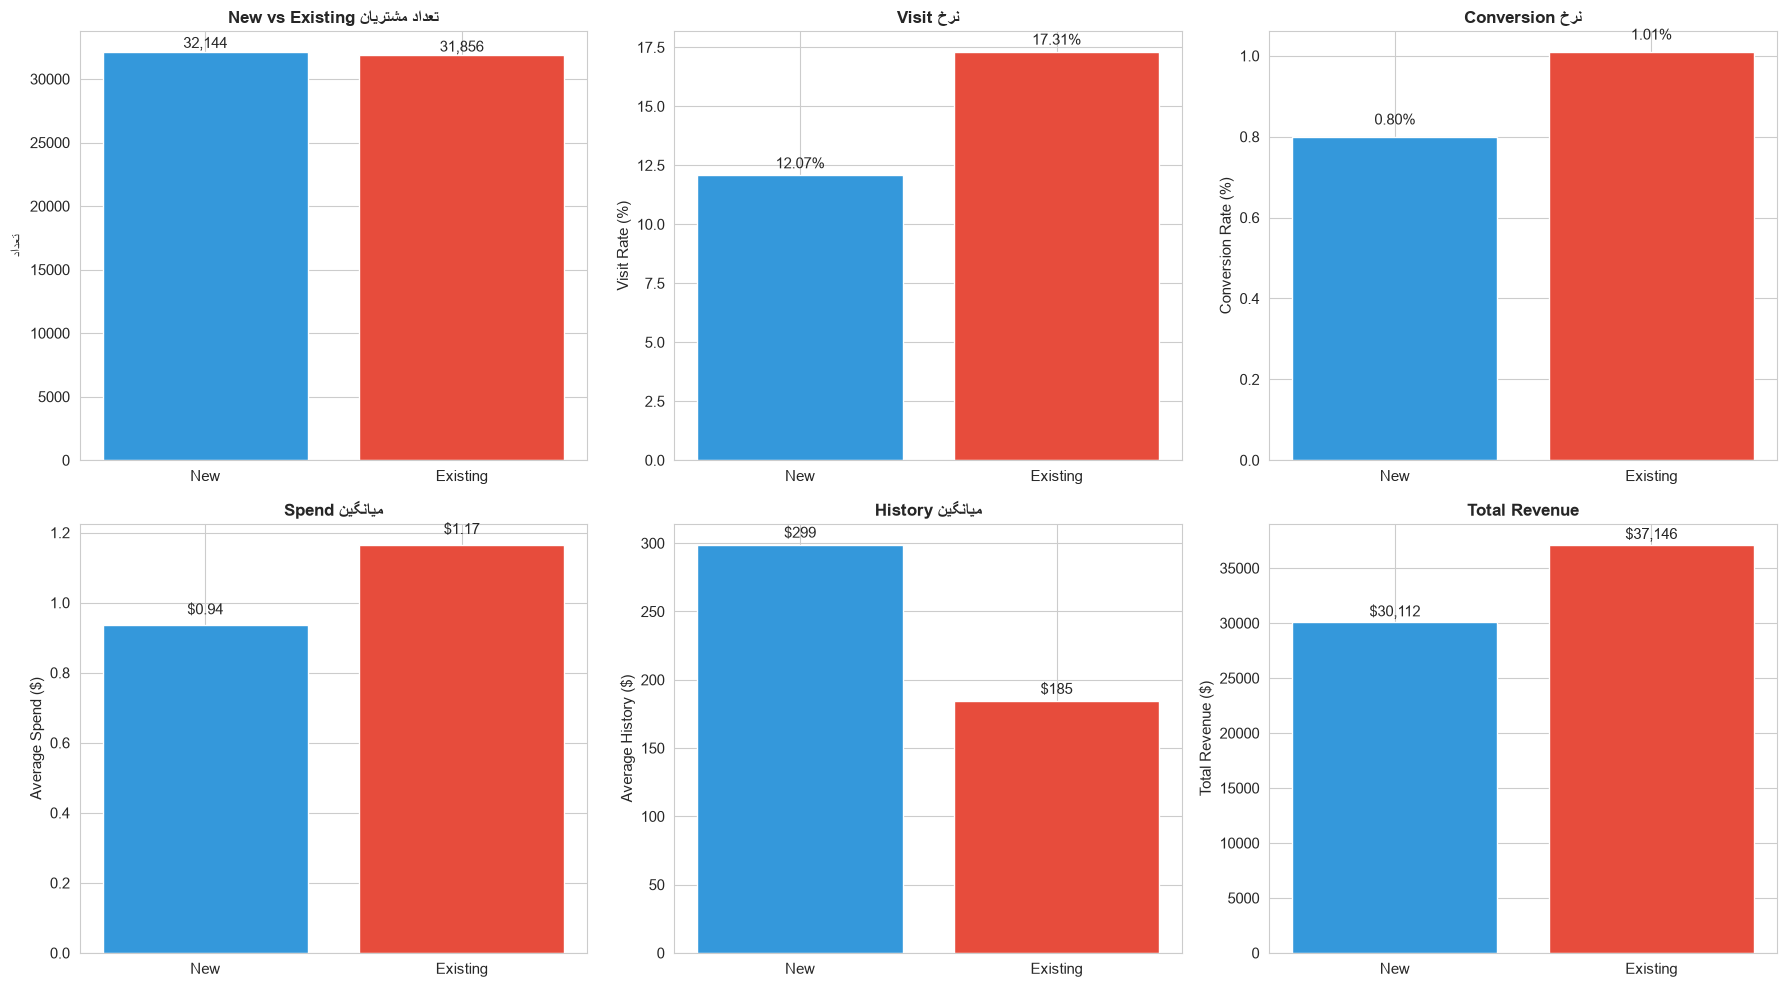 New vs Existing تعداد مشتریان
32,144
31,856
30000
25000
20000
15000
10000
5000
0
تعداد
New
Existing
Visit نرخ
17.31%
12.07%
17.5
15.0
12.5
10.0
7.5
5.0
2.5
0.0
Visit Rate (%)
New
Existing
Conversion نرخ
1.01%
0.80%
1.0
0.8
0.6
0.4
0.2
0.0
Conversion Rate (%)
New
Existing
Spend میانگین
$1.17
$0.94
1.2
1.0
0.8
0.6
0.4
0.2
0.0
Average Spend ($)
New
Existing
History میانگین
$299
$185
300
250
200
150
100
50
0
Average History ($)
New
Existing
Total Revenue
$37,146
$30,112
35000
30000
25000
20000
15000
10000
5000
0
Total Revenue ($)
New
Existing